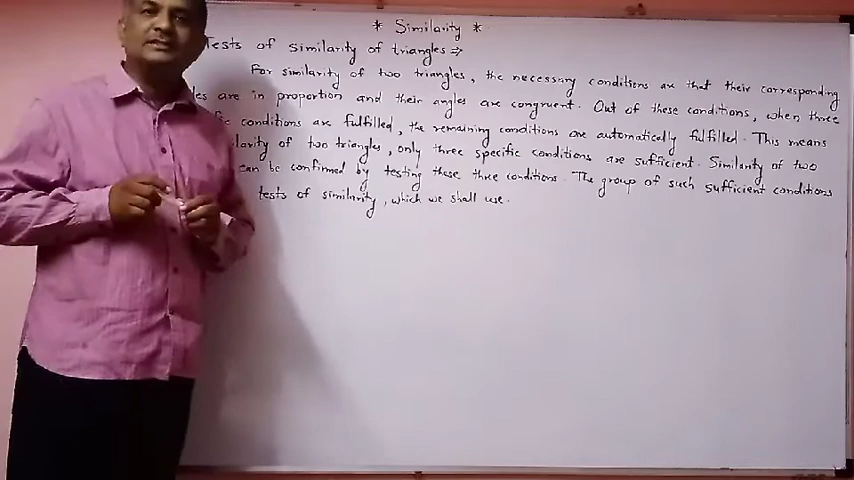 * Similarity *
Tests of similarity of triangles ⇒
For similarity of two triangles, the necessary conditions are that their corresponding
are in proportion and their angles are congruent. Out of these conditions, when three
conditions are fulfilled, the remaining conditions are automatically fulfilled. This means
of two triangles, only three specific conditions are sufficient. Similarity of two
can be confirmed by testing these three conditions. The group of such sufficient conditions
tests of similarity, which we shall use.